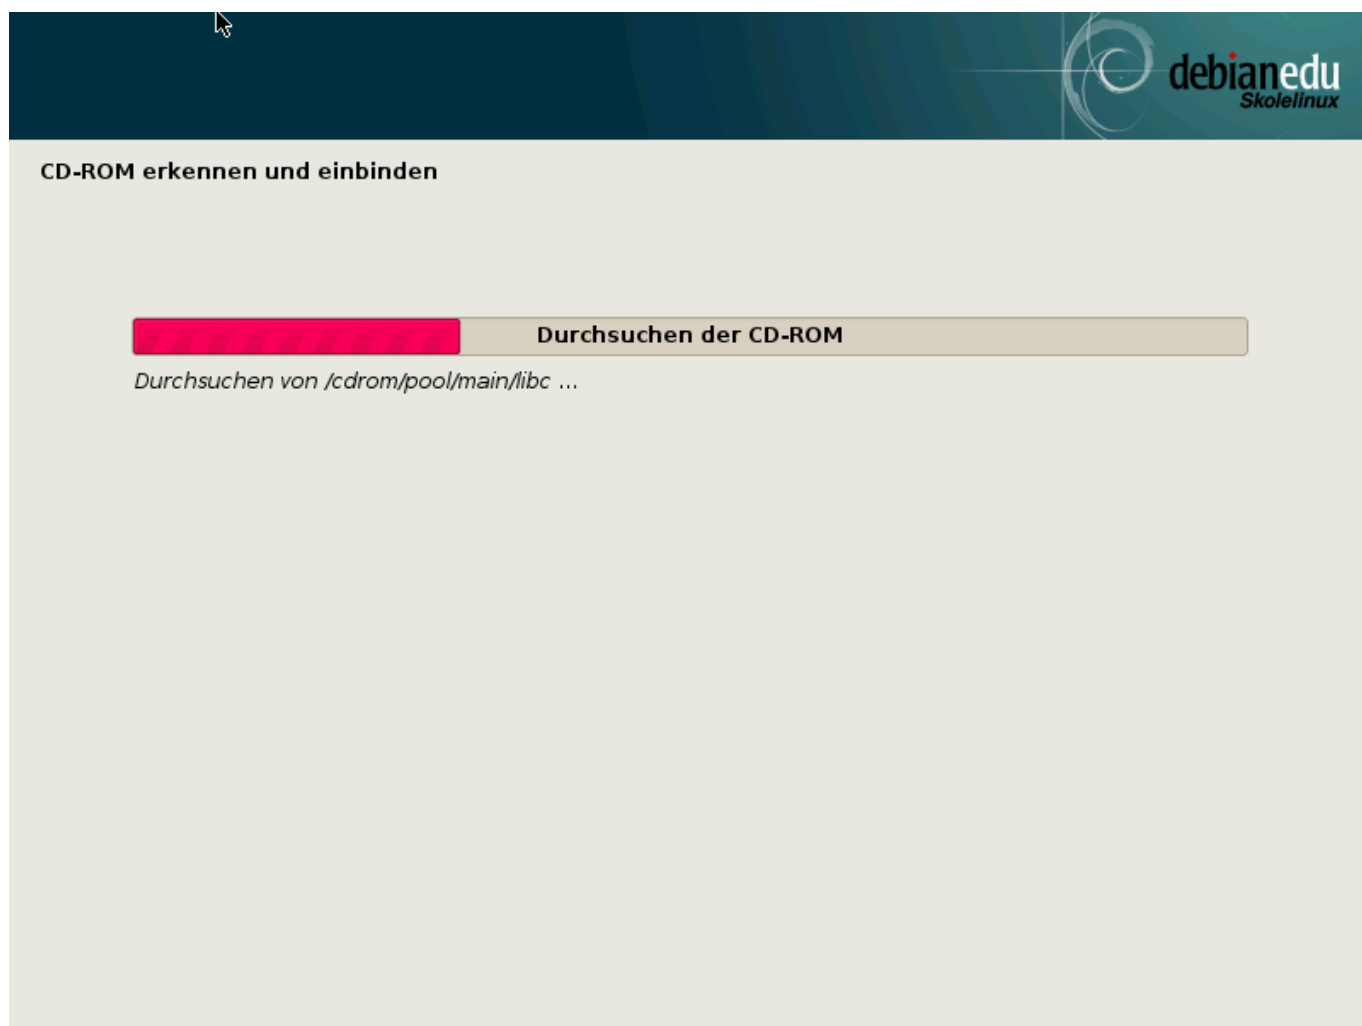 debianedu
Skolelinux
CD-ROM erkennen und einbinden
Durchsuchen der CD-ROM
Durchsuchen von /cdrom/pool/main/libc ...